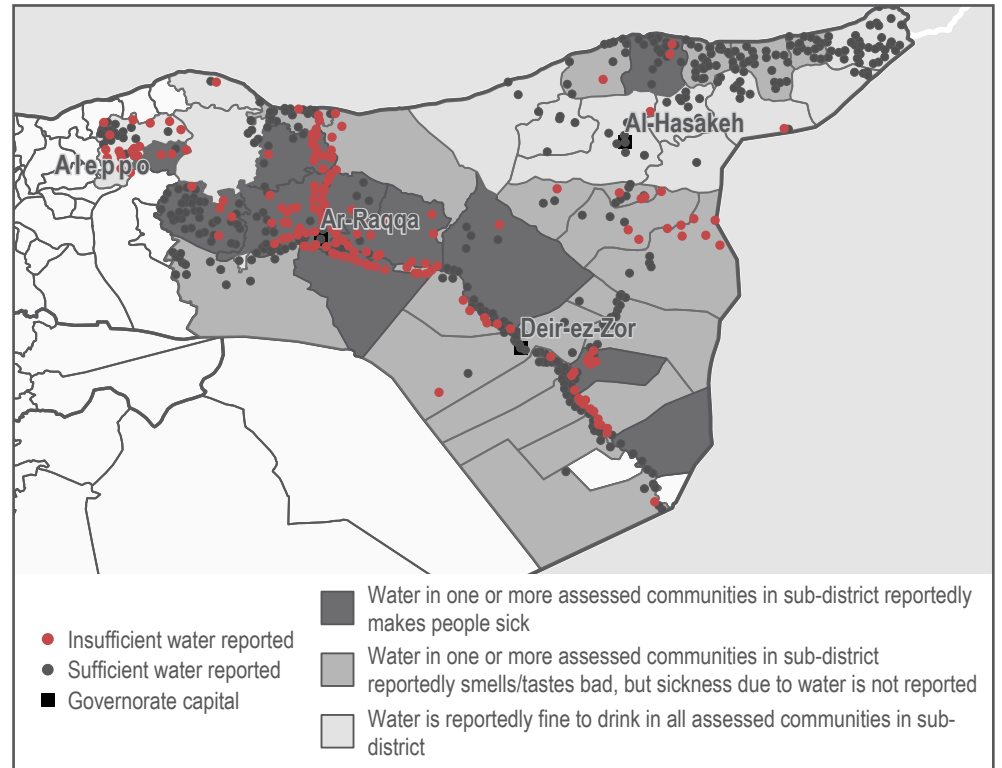 Al-Hasakeh
Aleppo
Ar-Raqqa
Deir-ez-Zor
Insufficient water reported
Sufficient water reported
Governorate capital
Water in one or more assessed communities in sub-district reportedly
makes people sick
Water in one or more assessed communities in sub-district
reportedly smells/tastes bad, but sickness due to water is not reported
Water is reportedly fine to drink in all assessed communities in sub-
district